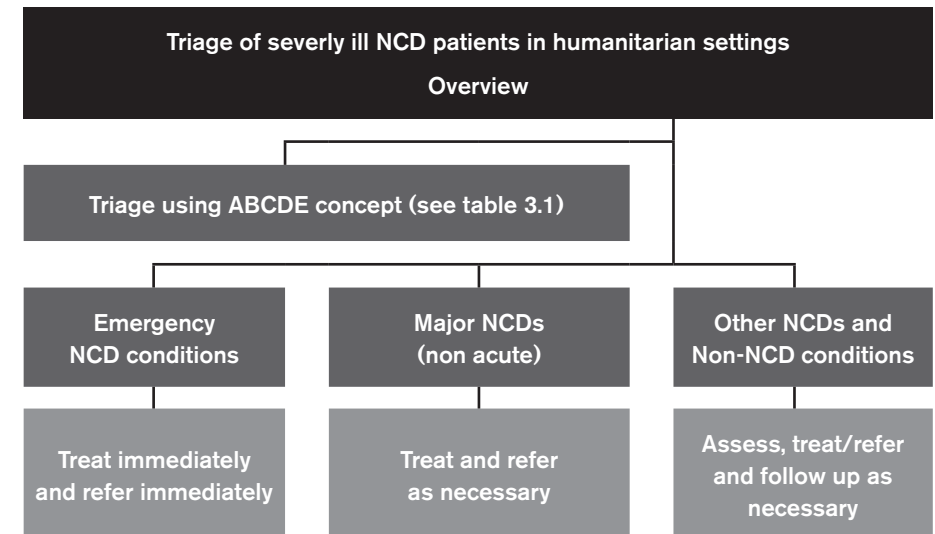 Triage of severly ill NCD patients in humanitarian settings
Overview
Triage using ABCDE concept (see table 3.1)
Emergency
NCD conditions
Major NCDs
(non acute)
Other NCDs and
Non-NCD conditions
Treat immediately
and refer immediately
Treat and refer
as necessary
Assess, treat/refer
and follow up as
necessary